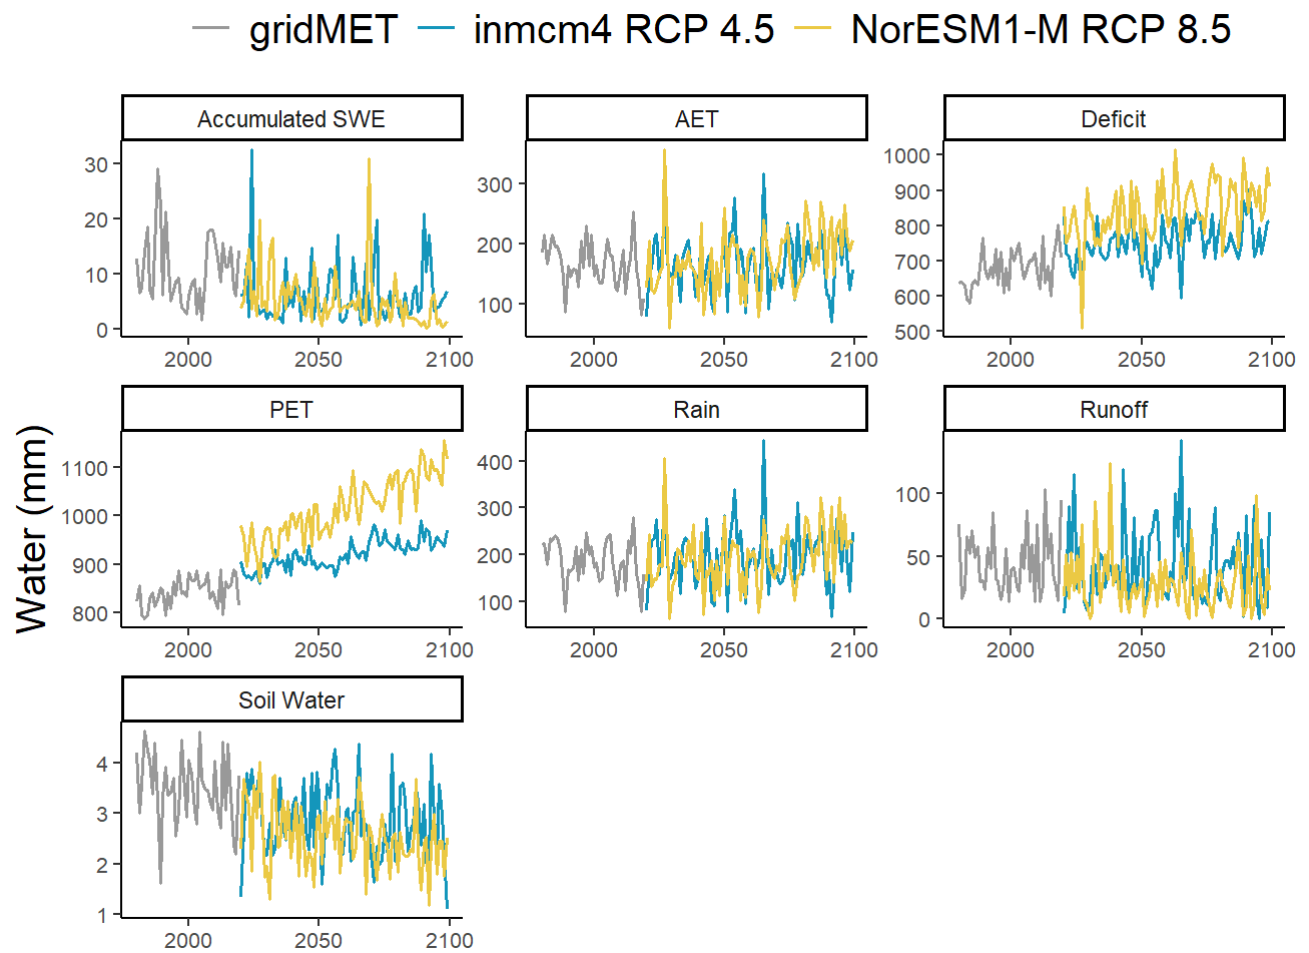 gridMET inmcm4 RCP 4.5 NorESM1-M RCP 8.5
Accumulated SWE
30
20
10
0
2000 2050 2100
AET
300
200
100
2000 2050 2100
Deficit
1000
900
800
700
600
500
2000 2050 2100
Water (mm)
PET
1100
1000
900
800
2000 2050 2100
Rain
400
300
200
100
2000 2050 2100
Runoff
100
50
0
2000 2050 2100
Soil Water
4
3
2
1
2000 2050 2100